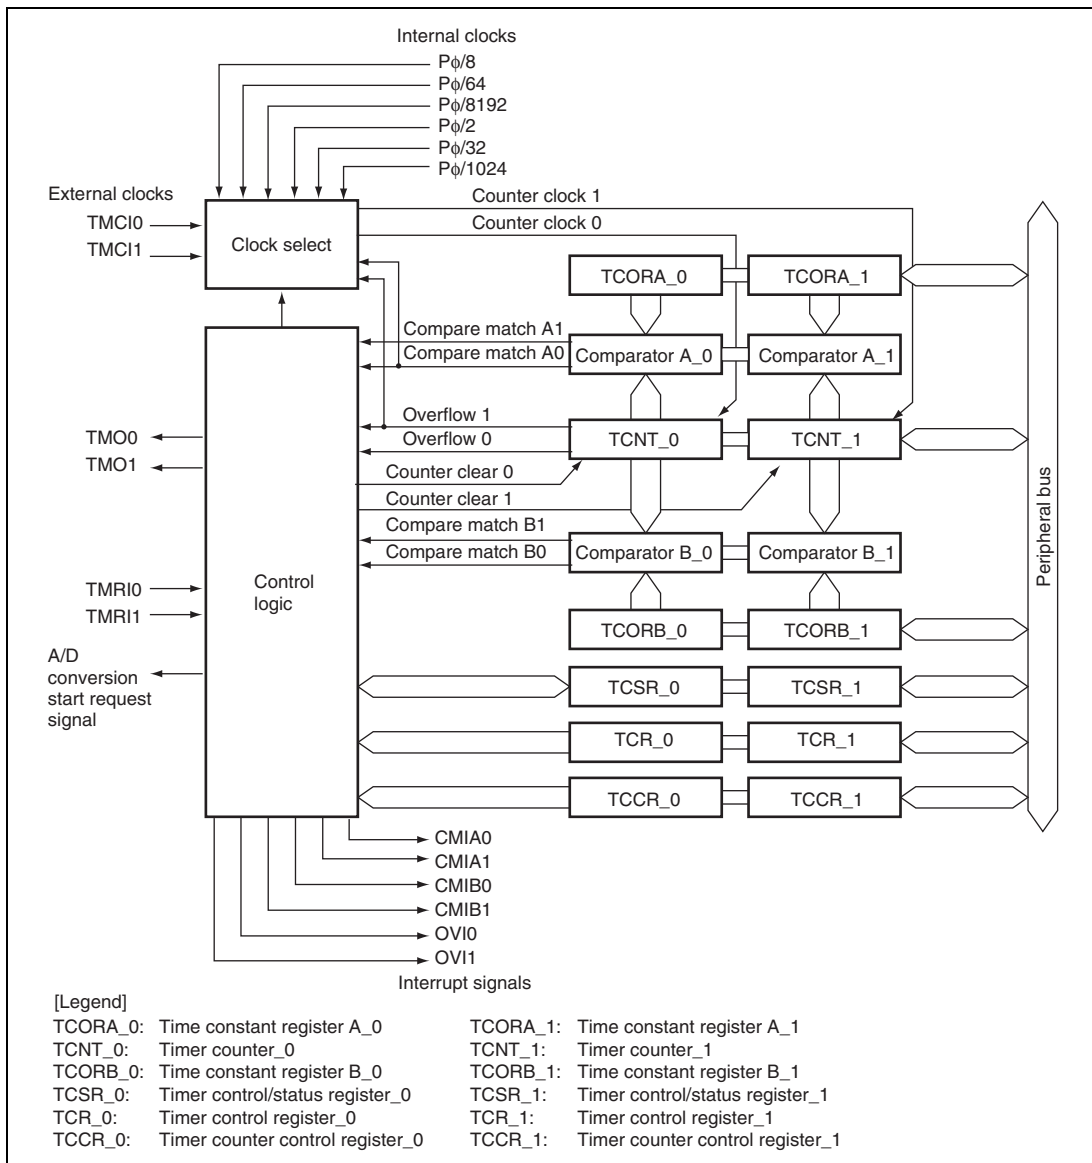 Internal clocks
Pϕ/8
Pϕ/64
Pϕ/8192
Pϕ/2
Pϕ/32
Pϕ/1024
External clocks
TMCI0
TMCI1
Clock select
Counter clock 1
Counter clock 0
TCORA_0
TCORA_1
Compare match A1
Compare match A0
Comparator A_0
Comparator A_1
TMO0
TMO1
Overflow 1
Overflow 0
TCNT_0
TCNT_1
Counter clear 0
Counter clear 1
Compare match B1
Compare match B0
Comparator B_0
Comparator B_1
Control
logic
Peripheral bus
TMRI0
TMRI1
TCORB_0
TCORB_1
A/D
conversion
start request
signal
TCSR_0
TCSR_1
TCR_0
TCR_1
TCCR_0
TCCR_1
CMIA0
CMIA1
CMIB0
CMIB1
OVI0
OVI1
Interrupt signals
[Legend]
TCORA_0: Time constant register A_0 TCORA_1: Time constant register A_1
TCNT_0: Timer counter_0 TCNT_1: Timer counter_1
TCORB_0: Time constant register B_0 TCORB_1: Time constant register B_1
TCSR_0: Timer control/status register_0 TCSR_1: Timer control/status register_1
TCR_0: Timer control register_0 TCR_1: Timer control register_1
TCCR_0: Timer counter control register_0 TCCR_1: Timer counter control register_1